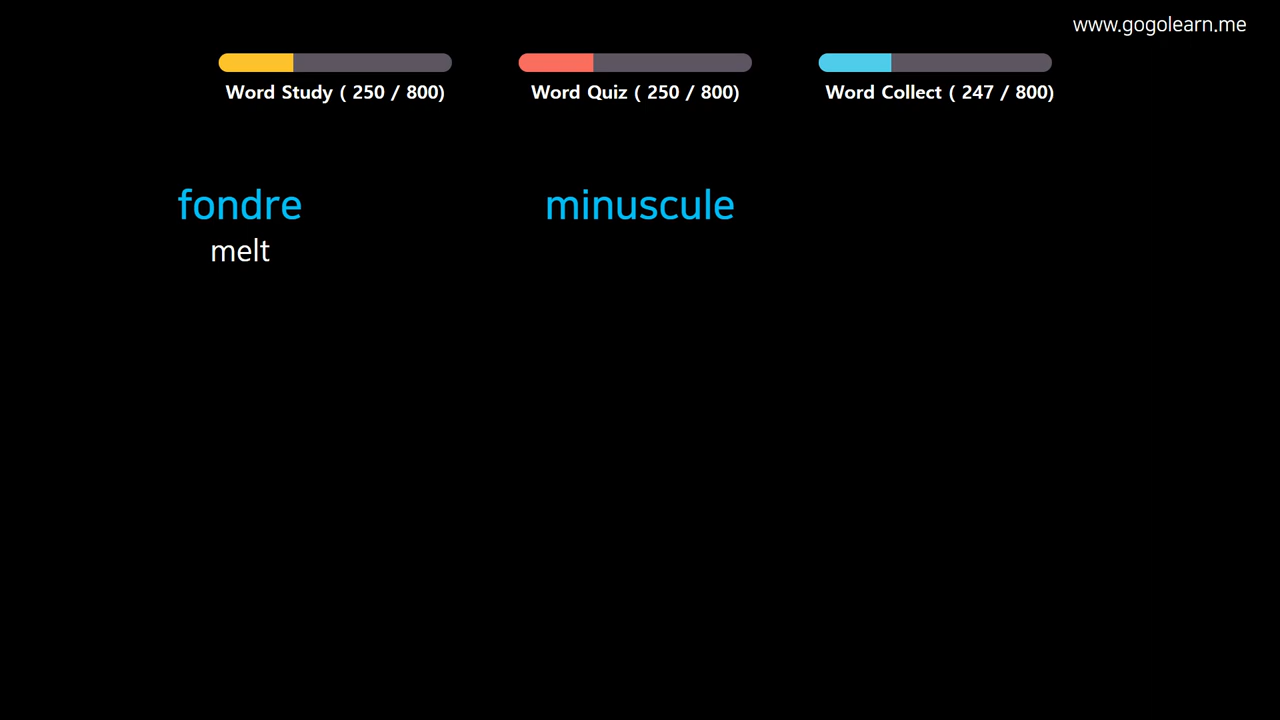 www.gogolearn.me
Word Study ( 250 / 800)
Word Quiz ( 250 / 800)
Word Collect ( 247 / 800)
fondre
melt
minuscule